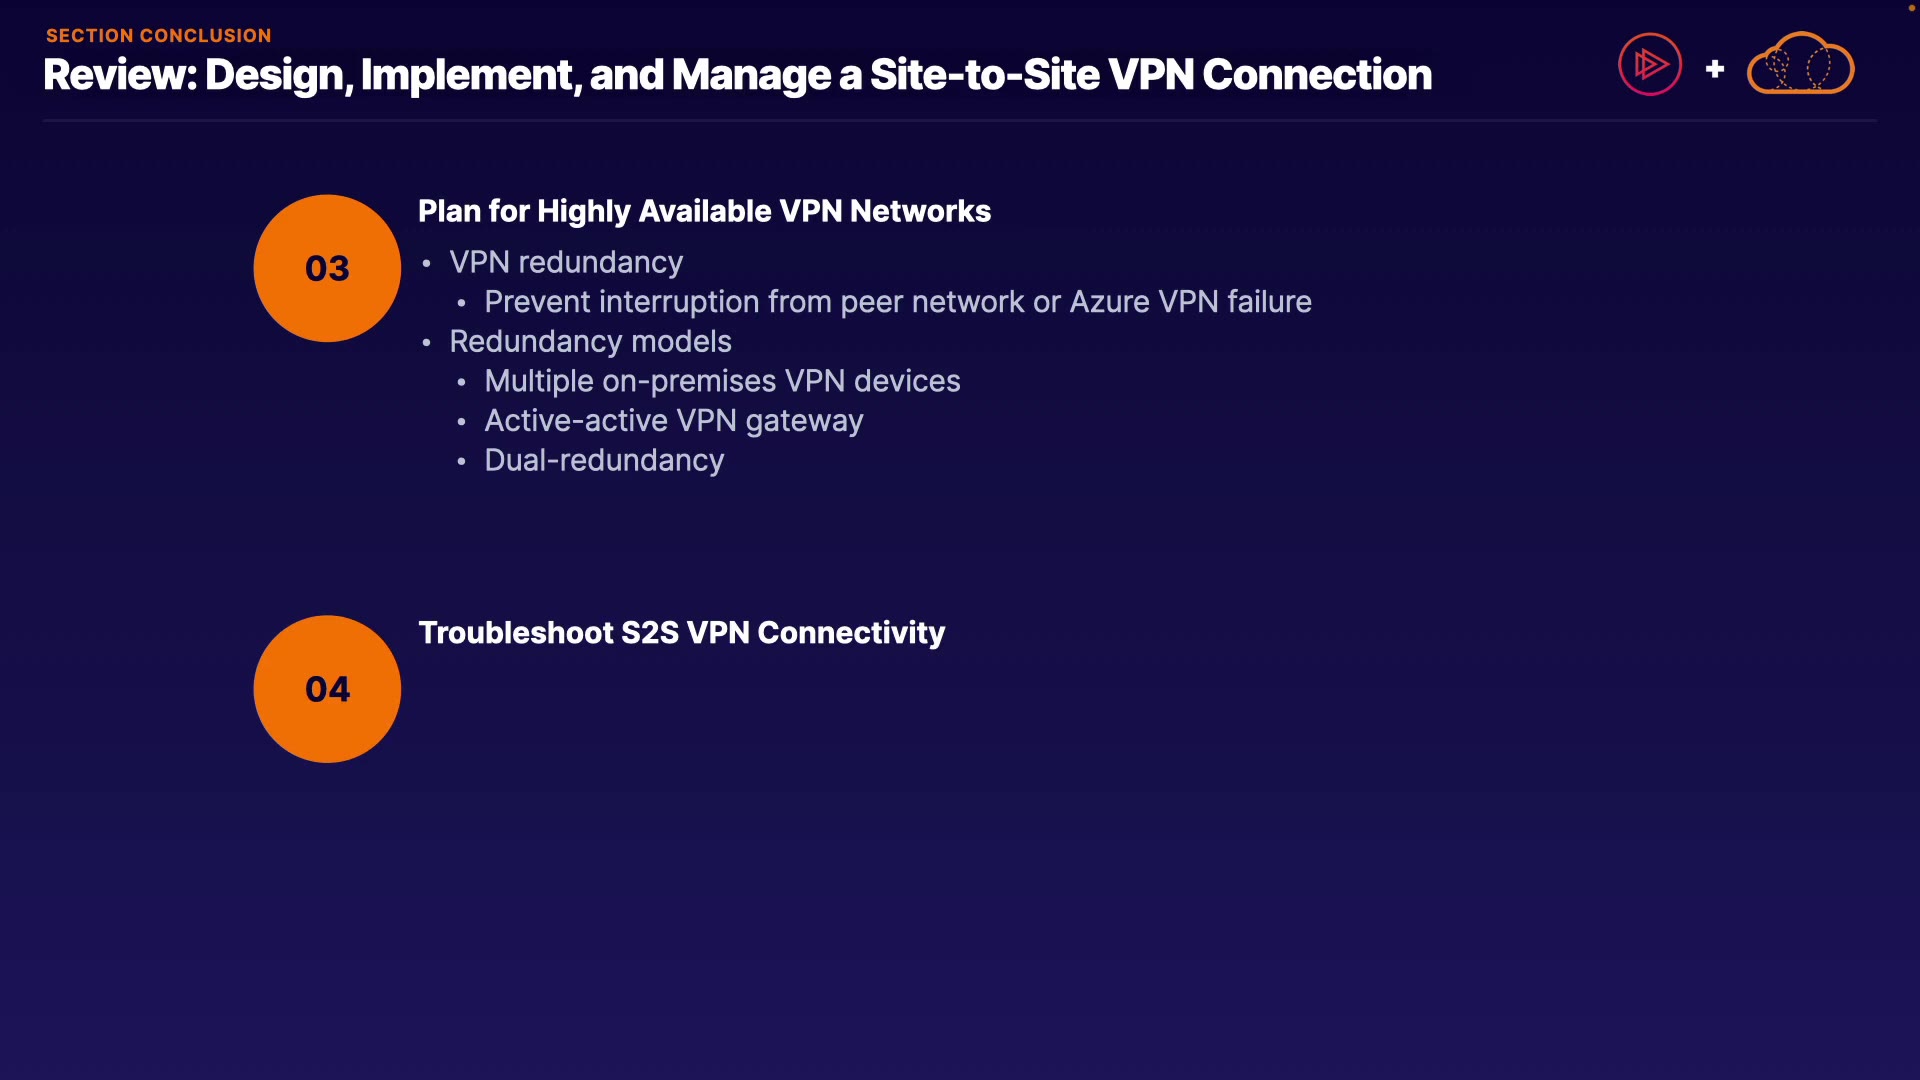 SECTION CONCLUSION
Review: Design, Implement, and Manage a Site-to-Site VPN Connection
+
03
Plan for Highly Available VPN Networks
• VPN redundancy
• Prevent interruption from peer network or Azure VPN failure
• Redundancy models
• Multiple on-premises VPN devices
• Active-active VPN gateway
• Dual-redundancy
04
Troubleshoot S2S VPN Connectivity